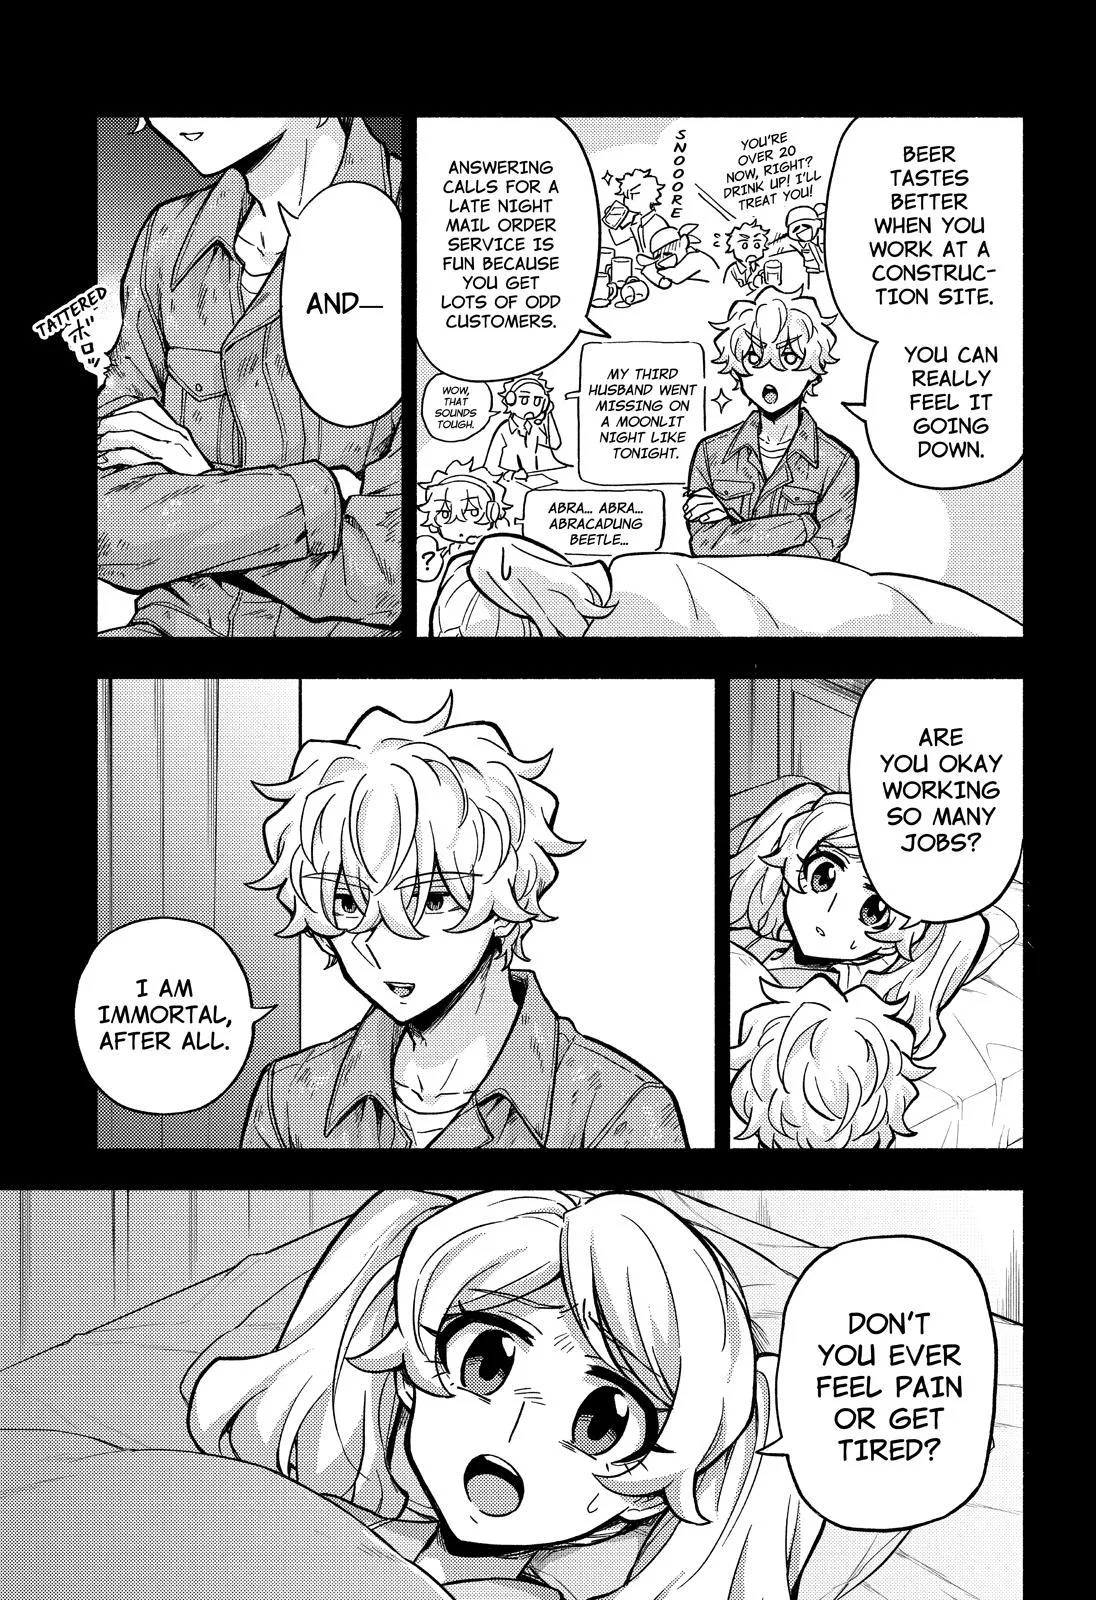 BEER
TASTES
BETTER
WHEN YOU
WORK AT A
CONSTRUC-
TION SITE.
YOU CAN
REALLY
FEEL IT
GOING
DOWN.
YOU'RE
OVER 20
NOW, RIGHT?
DRINK UP! I'LL
TREAT YOU!
SNOOORE
ANSWERING
CALLS FOR A
LATE NIGHT
MAIL ORDER
SERVICE IS
FUN BECAUSE
YOU GET
LOTS OF ODD
CUSTOMERS.
MY THIRD
HUSBAND WENT
MISSING ON
A MOONLIT
NIGHT LIKE
TONIGHT.
WOW,
THAT
SOUNDS
TOUGH.
ABRA... ABRA...
ABRACADUNG
BEETLE...
?
AND—
TATTERED
ボロッ
ARE
YOU OKAY
WORKING
SO MANY
JOBS?
I AM
IMMORTAL,
AFTER ALL.
DON'T
YOU EVER
FEEL PAIN
OR GET
TIRED?